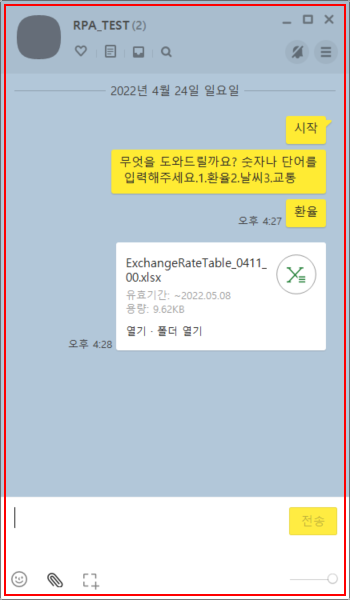 RPA_TEST(2)
2022년 4월 24일 일요일
시작
무엇을 도와드릴까요? 숫자나 단어를
입력해주세요.1.환율2.날씨3.교통
오후 4:27
환율
ExchangeRateTable_0411_
00.xlsx
유효기간: ~2022.05.08
용량: 9.62KB
열기 · 폴더 열기
오후 4:28
전송